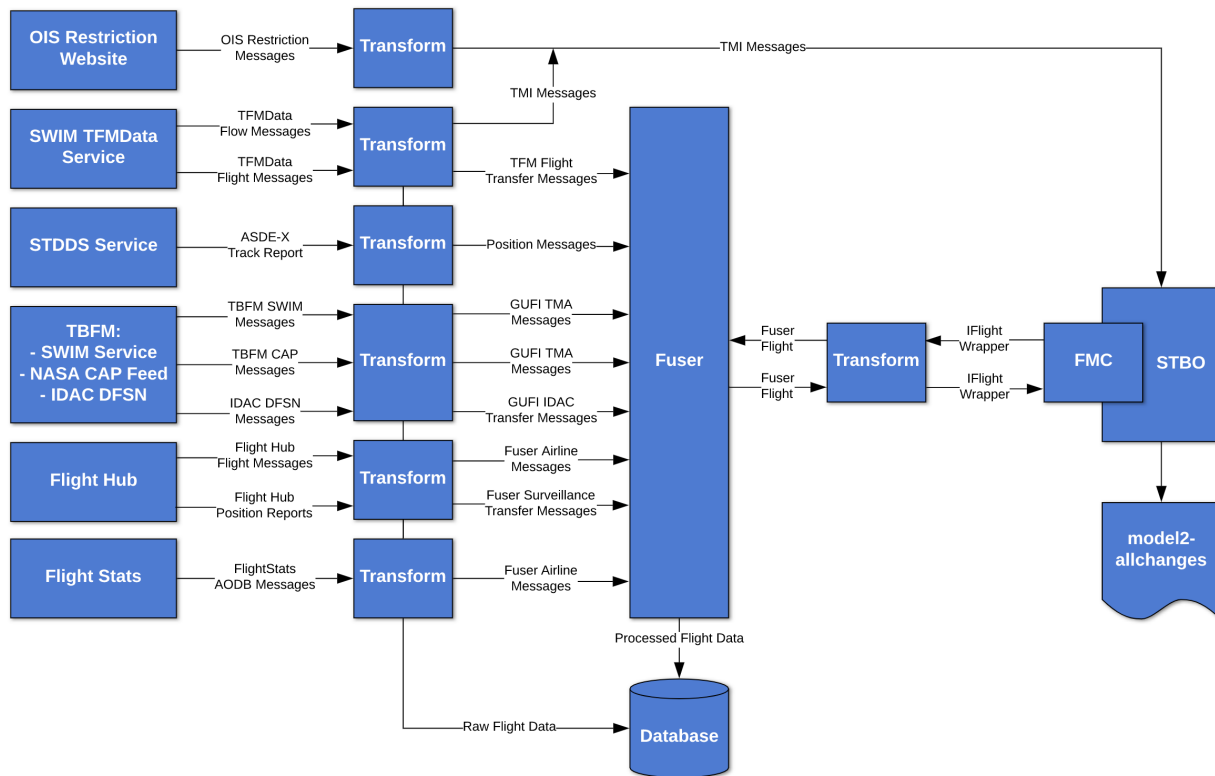 OIS Restriction
Website
OIS Restriction
Messages
Transform
TMI Messages
TMI Messages
SWIM TFMData
Service
TFMData
Flow Messages
TFMData
Flight Messages
Transform
TFM Flight
Transfer Messages
STDDS Service
ASDE-X
Track Report
Transform
Position Messages
TBFM:
- SWIM Service
- NASA CAP Feed
- IDAC DFSN
TBFM SWIM
Messages
TBFM CAP
Messages
IDAC DFSN
Messages
Transform
GUFI TMA
Messages
GUFI TMA
Messages
GUFI IDAC
Transfer Messages
Flight Hub
Flight Hub
Flight Messages
Flight Hub
Position Reports
Transform
Fuser Airline
Messages
Fuser Surveillance
Transfer Messages
Flight Stats
FlightStats
AODB Messages
Transform
Fuser Airline
Messages
Fuser
Fuser
Flight
Fuser
Flight
Transform
IFlight
Wrapper
IFlight
Wrapper
FMC
STBO
model2-
allchanges
Processed Flight Data
Raw Flight Data
Database